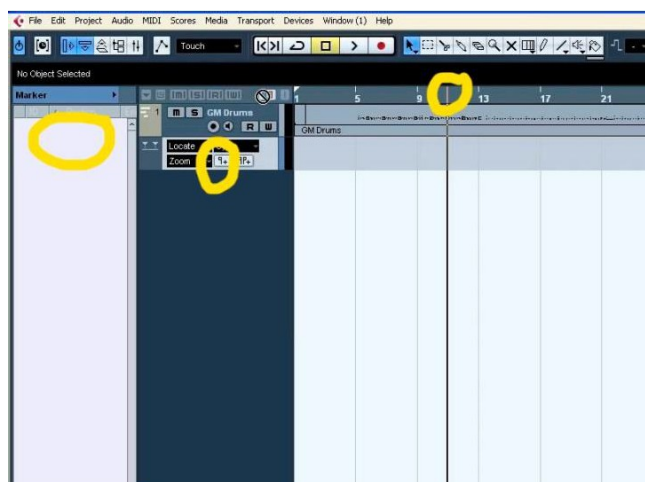 File Edit Project Audio MIDI Scores Media Transport Devices Window (1) Help
Touch
No Object Selected
Marker
1 5 9 13 17 21
1 m S GM Drums
R W
GM Drums
Locate
Zoom